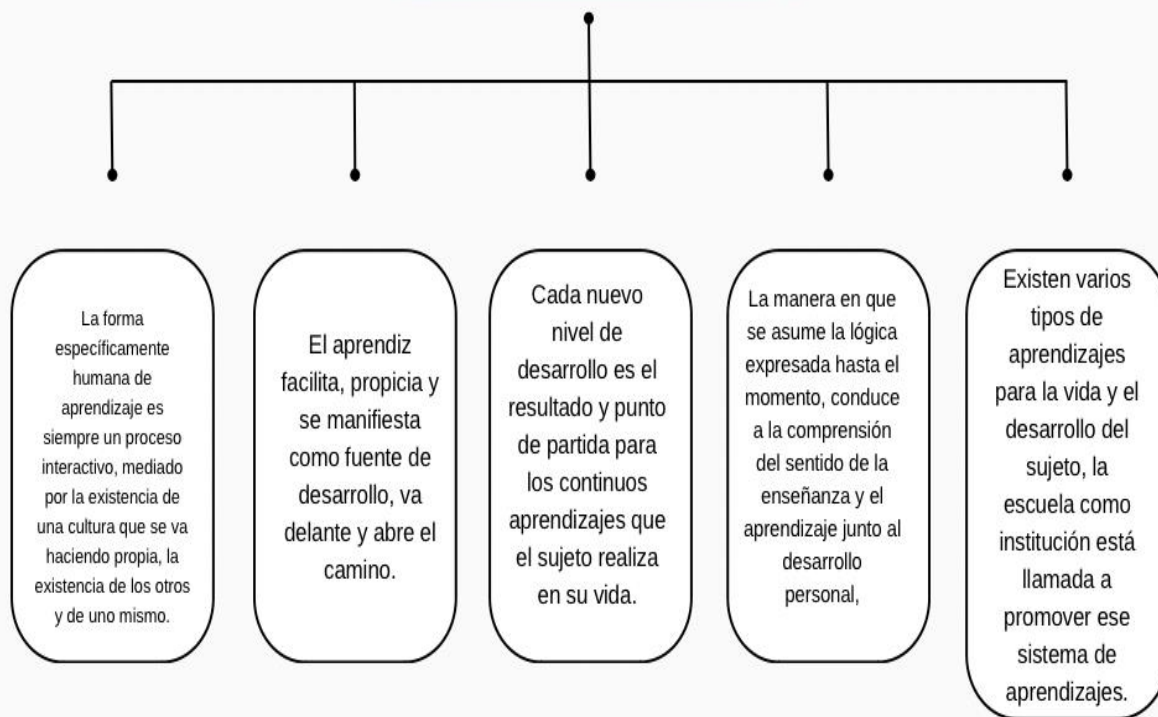 La forma
específicamente
humana de
aprendizaje es
siempre un proceso
interactivo, mediado
por la existencia de
una cultura que se va
haciendo propia, la
existencia de los otros
y de uno mismo.
El aprendiz
facilita, propicia y
se manifiesta
como fuente de
desarrollo, va
delante y abre el
camino.
Cada nuevo
nivel de
desarrollo es el
resultado y punto
de partida para
los continuos
aprendizajes que
el sujeto realiza
en su vida.
La manera en que
se asume la lógica
expresada hasta el
momento, conduce
a la comprensión
del sentido de la
enseñanza y el
aprendizaje junto al
desarrollo
personal,
Existen varios
tipos de
aprendizajes
para la vida y el
desarrollo del
sujeto, la
escuela como
institución está
llamada a
promover ese
sistema de
aprendizajes.